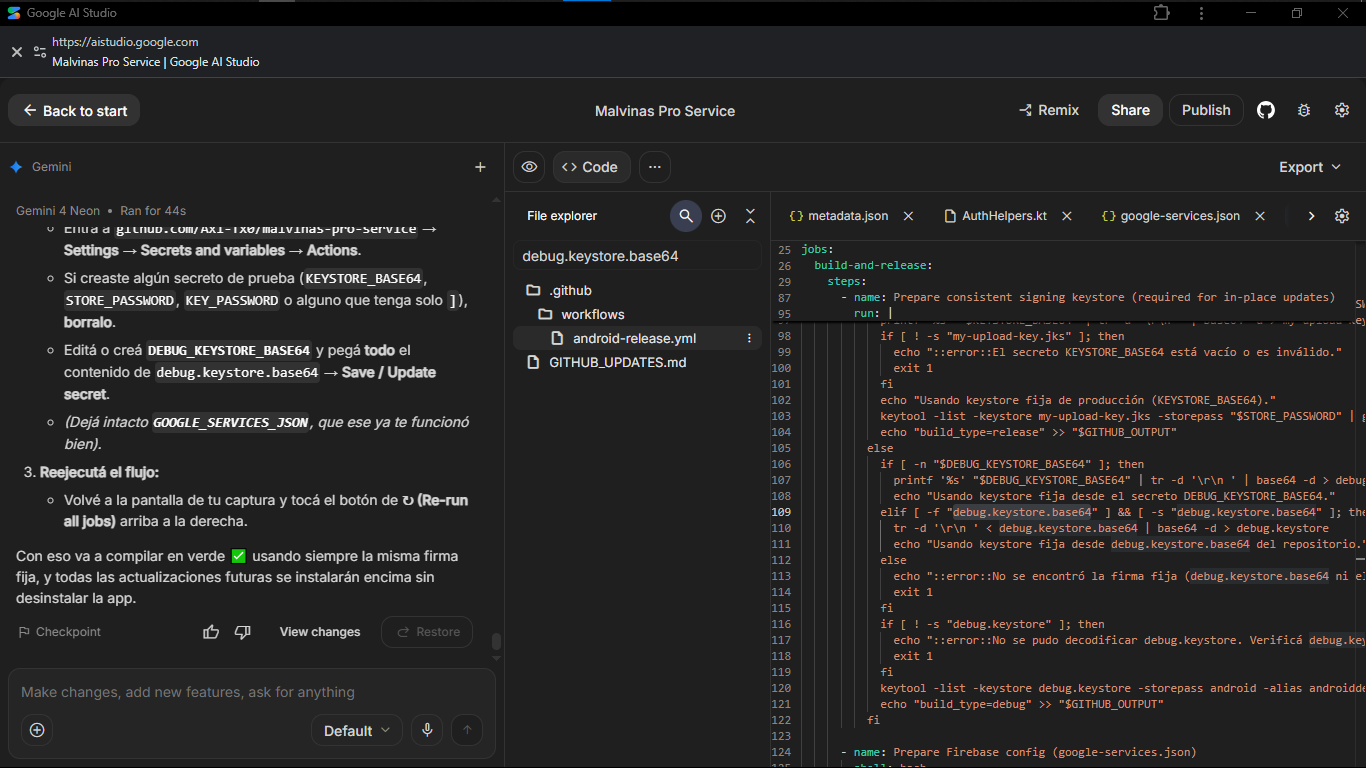 Google AI Studio
https://aistudio.google.com
Malvinas Pro Service | Google AI Studio
Back to start
Malvinas Pro Service
Remix
Share
Publish
Gemini
+
Gemini 4 Neon • Ran for 44s
Entrá a github.com/Axi-Tx0/malvinas-pro-service →
Settings → Secrets and variables → Actions.
Si creaste algún secreto de prueba (KEYSTORE_BASE64,
STORE_PASSWORD, KEY_PASSWORD o alguno que tenga solo ]),
borralo.
Editá o creá DEBUG_KEYSTORE_BASE64 y pegá todo el
contenido de debug.keystore.base64 → Save / Update
secret.
(Dejá intacto GOOGLE_SERVICES_JSON, que ese ya te funcionó
bien).
3. Reejecutá el flujo:
Volvé a la pantalla de tu captura y tocá el botón de ↻ (Re-run
all jobs) arriba a la derecha.
Con eso va a compilar en verde ✅ usando siempre la misma firma
fija, y todas las actualizaciones futuras se instalarán encima sin
desinstalar la app.
Checkpoint
View changes
Restore
Make changes, add new features, ask for anything
Default
<> Code
...
Export
File explorer
debug.keystore.base64
.github
workflows
android-release.yml
GITHUB_UPDATES.md
{} metadata.json
AuthHelpers.kt
{} google-services.json
25 jobs:
26 build-and-release:
29 steps:
87 - name: Prepare consistent signing keystore (required for in-place updates)
95 run: |
98 if [ ! -s "my-upload-key.jks" ]; then
99 echo "::error::El secreto KEYSTORE_BASE64 está vacío o es inválido."
100 exit 1
101 fi
102 echo "Usando keystore fija de producción (KEYSTORE_BASE64)."
103 keytool -list -keystore my-upload-key.jks -storepass "$STORE_PASSWORD" |
104 echo "build_type=release" >> "$GITHUB_OUTPUT"
105 else
106 if [ -n "$DEBUG_KEYSTORE_BASE64" ]; then
107 printf '%s' "$DEBUG_KEYSTORE_BASE64" | tr -d '\r\n ' | base64 -d > debug
108 echo "Usando keystore fija desde el secreto DEBUG_KEYSTORE_BASE64."
109 elif [ -f "debug.keystore.base64" ] && [ -s "debug.keystore.base64" ]; the
110 tr -d '\r\n ' < debug.keystore.base64 | base64 -d > debug.keystore
111 echo "Usando keystore fija desde debug.keystore.base64 del repositorio."
112 else
113 echo "::error::No se encontró la firma fija (debug.keystore.base64 ni el
114 exit 1
115 fi
116 if [ ! -s "debug.keystore" ]; then
117 echo "::error::No se pudo decodificar debug.keystore. Verificá debug.key
118 exit 1
119 fi
120 keytool -list -keystore debug.keystore -storepass android -alias androidde
121 echo "build_type=debug" >> "$GITHUB_OUTPUT"
122 fi
123
124 - name: Prepare Firebase config (google-services.json)